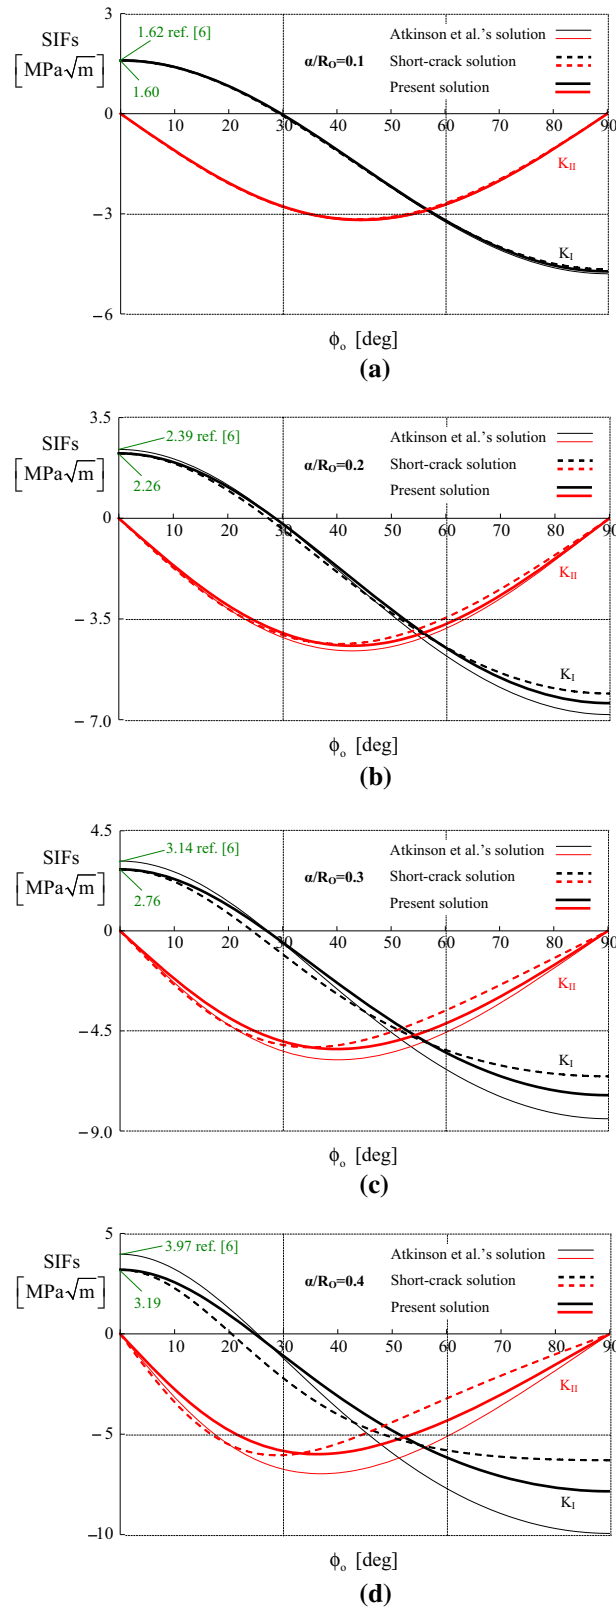 SIFs
[MPa√m]
3
0
−3
−6
1.62 ref. [6]
1.60
α/R_O=0.1
Atkinson et al.'s solution
Short-crack solution
Present solution
10 20 30 40 50 60 70 80 90
K_II
K_I
ϕ_o [deg]
(a)
SIFs
[MPa√m]
3.5
0
−3.5
−7.0
2.39 ref. [6]
2.26
α/R_O=0.2
Atkinson et al.'s solution
Short-crack solution
Present solution
10 20 30 40 50 60 70 80 90
K_II
K_I
ϕ_o [deg]
(b)
SIFs
[MPa√m]
4.5
0
−4.5
−9.0
3.14 ref. [6]
2.76
α/R_O=0.3
Atkinson et al.'s solution
Short-crack solution
Present solution
10 20 30 40 50 60 70 80 90
K_II
K_I
ϕ_o [deg]
(c)
SIFs
[MPa√m]
5
0
−5
−10
3.97 ref. [6]
3.19
α/R_O=0.4
Atkinson et al.'s solution
Short-crack solution
Present solution
10 20 30 40 50 60 70 80 90
K_II
K_I
ϕ_o [deg]
(d)